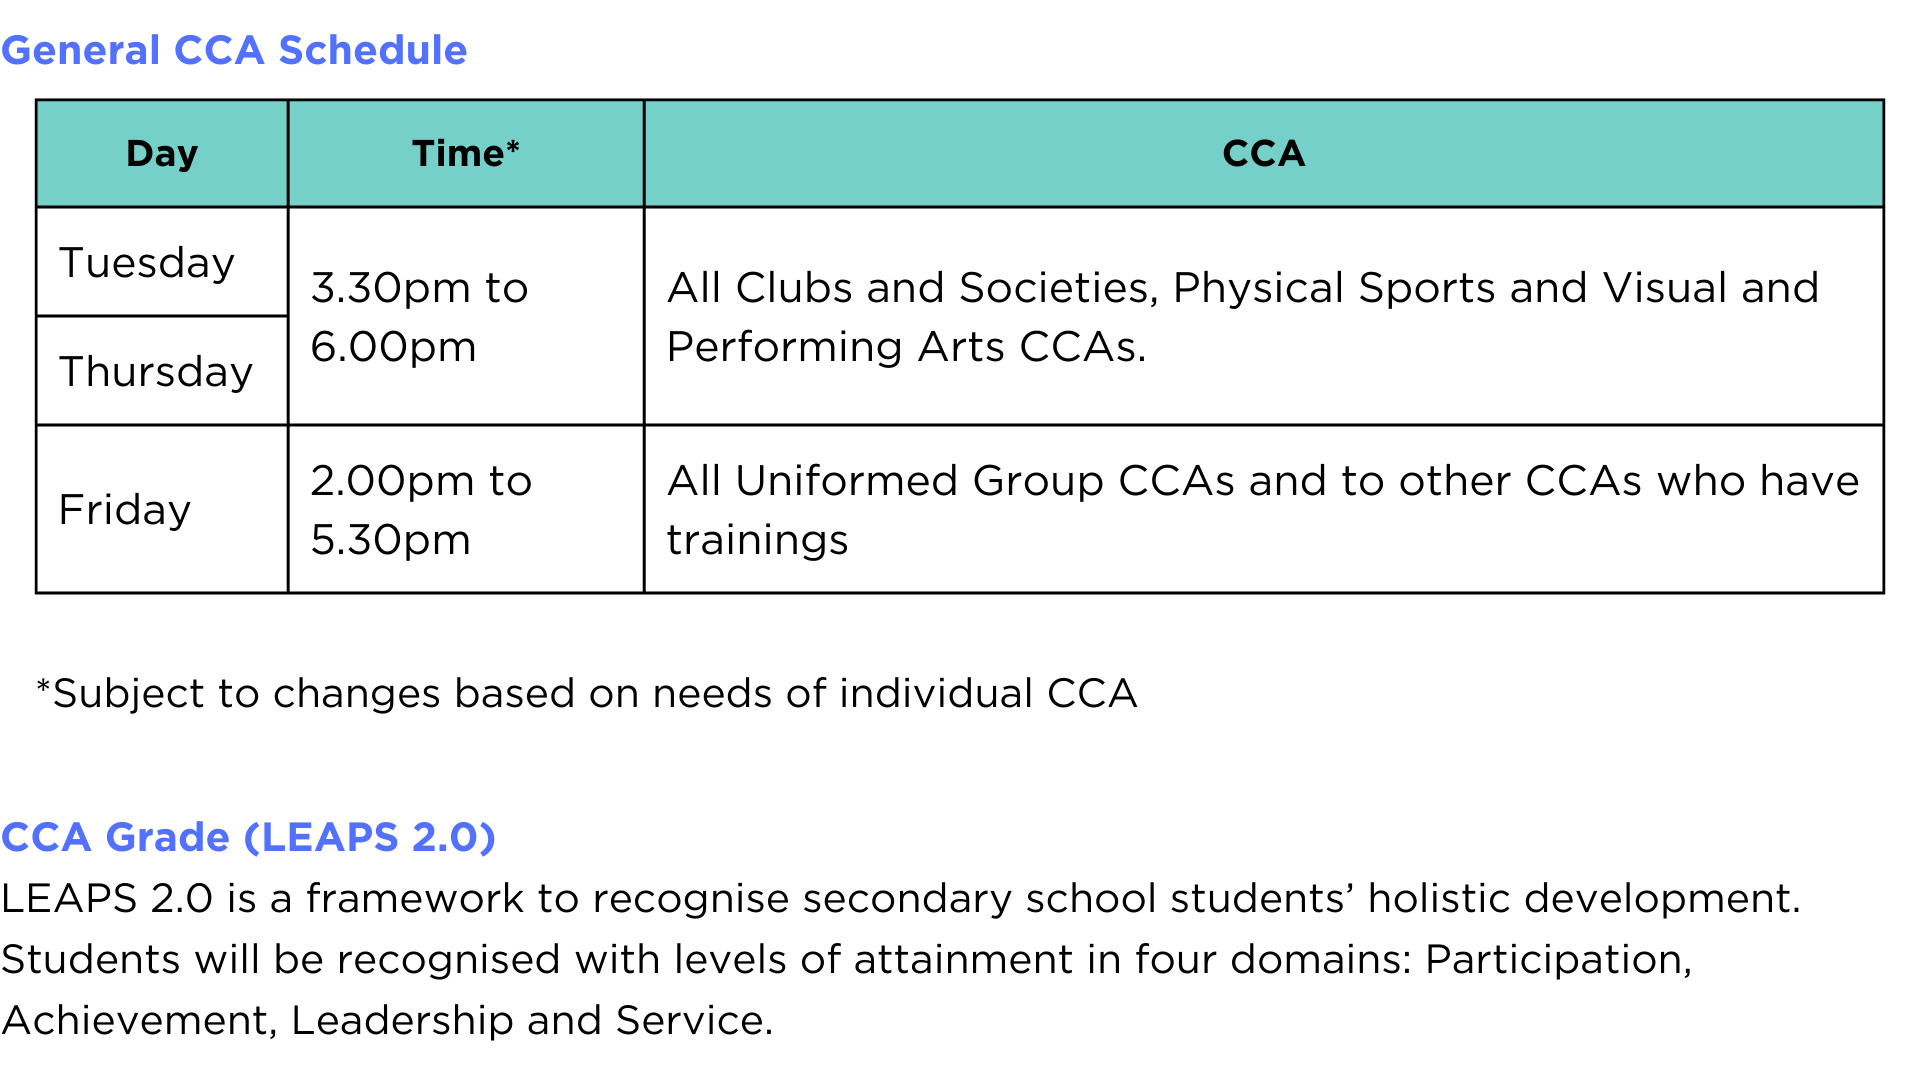 General CCA Schedule
Day Time* CCA
Tuesday
Thursday
3.30pm to
6.00pm
All Clubs and Societies, Physical Sports and Visual and
Performing Arts CCAs.
Friday
2.00pm to
5.30pm
All Uniformed Group CCAs and to other CCAs who have
trainings
*Subject to changes based on needs of individual CCA
CCA Grade (LEAPS 2.0)
LEAPS 2.0 is a framework to recognise secondary school students’ holistic development.
Students will be recognised with levels of attainment in four domains: Participation,
Achievement, Leadership and Service.